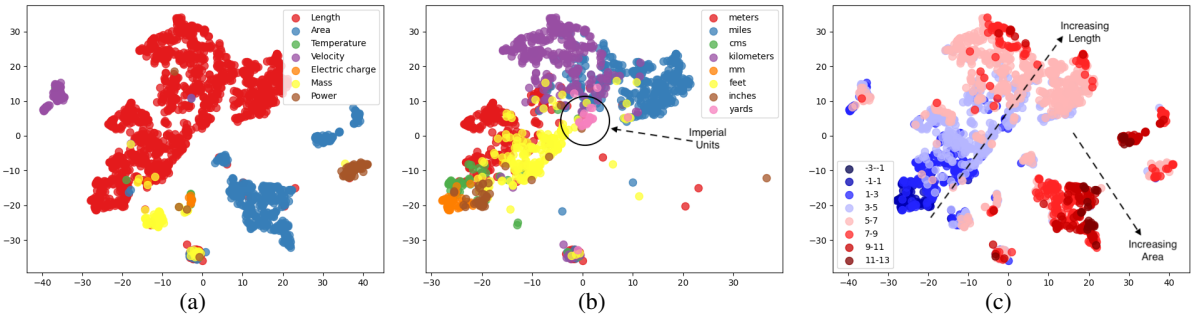 Length
Area
Temperature
Velocity
Electric charge
Mass
Power
30
20
10
0
−10
−20
−30
−40 −30 −20 −10 0 10 20 30 40
(a)
meters
miles
cms
kilometers
mm
feet
inches
yards
Imperial
Units
30
20
10
0
−10
−20
−30
−30 −20 −10 0 10 20 30 40
(b)
Increasing
Length
Increasing
Area
-3--1
-1-1
1-3
3-5
5-7
7-9
9-11
11-13
30
20
10
0
−10
−20
−30
−40 −30 −20 −10 0 10 20 30 40
(c)